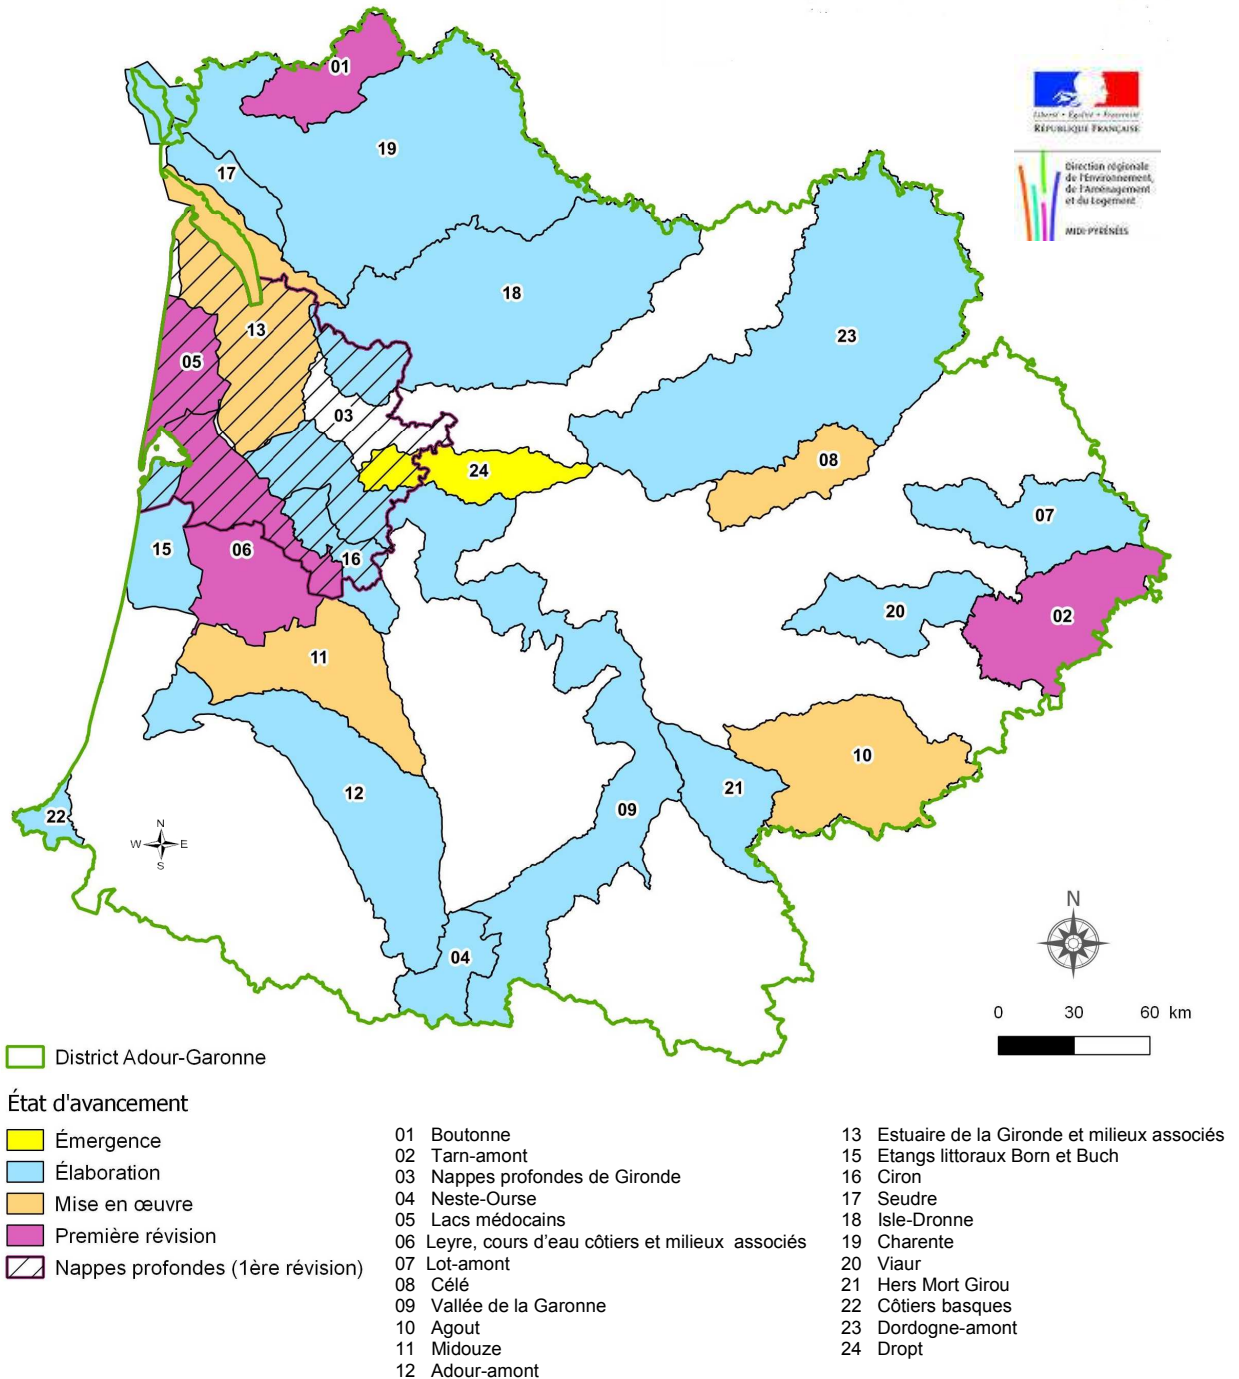 01
19
17
Liberté • Égalité • Fraternité
RÉPUBLIQUE FRANÇAISE
Direction régionale
de l'Environnement,
de l'Aménagement
et du Logement
MIDI-PYRÉNÉES
18
13
23
05
03
08
24
07
15
06
16
20
02
11
10
12
21
09
22
N
W
E
S
04
N
0 30 60 km
District Adour-Garonne
État d'avancement
Émergence
Élaboration
Mise en œuvre
Première révision
Nappes profondes (1ère révision)
01 Boutonne
02 Tarn-amont
03 Nappes profondes de Gironde
04 Neste-Ourse
05 Lacs médocains
06 Leyre, cours d’eau côtiers et milieux associés
07 Lot-amont
08 Célé
09 Vallée de la Garonne
10 Agout
11 Midouze
12 Adour-amont
13 Estuaire de la Gironde et milieux associés
15 Etangs littoraux Born et Buch
16 Ciron
17 Seudre
18 Isle-Dronne
19 Charente
20 Viaur
21 Hers Mort Girou
22 Côtiers basques
23 Dordogne-amont
24 Dropt